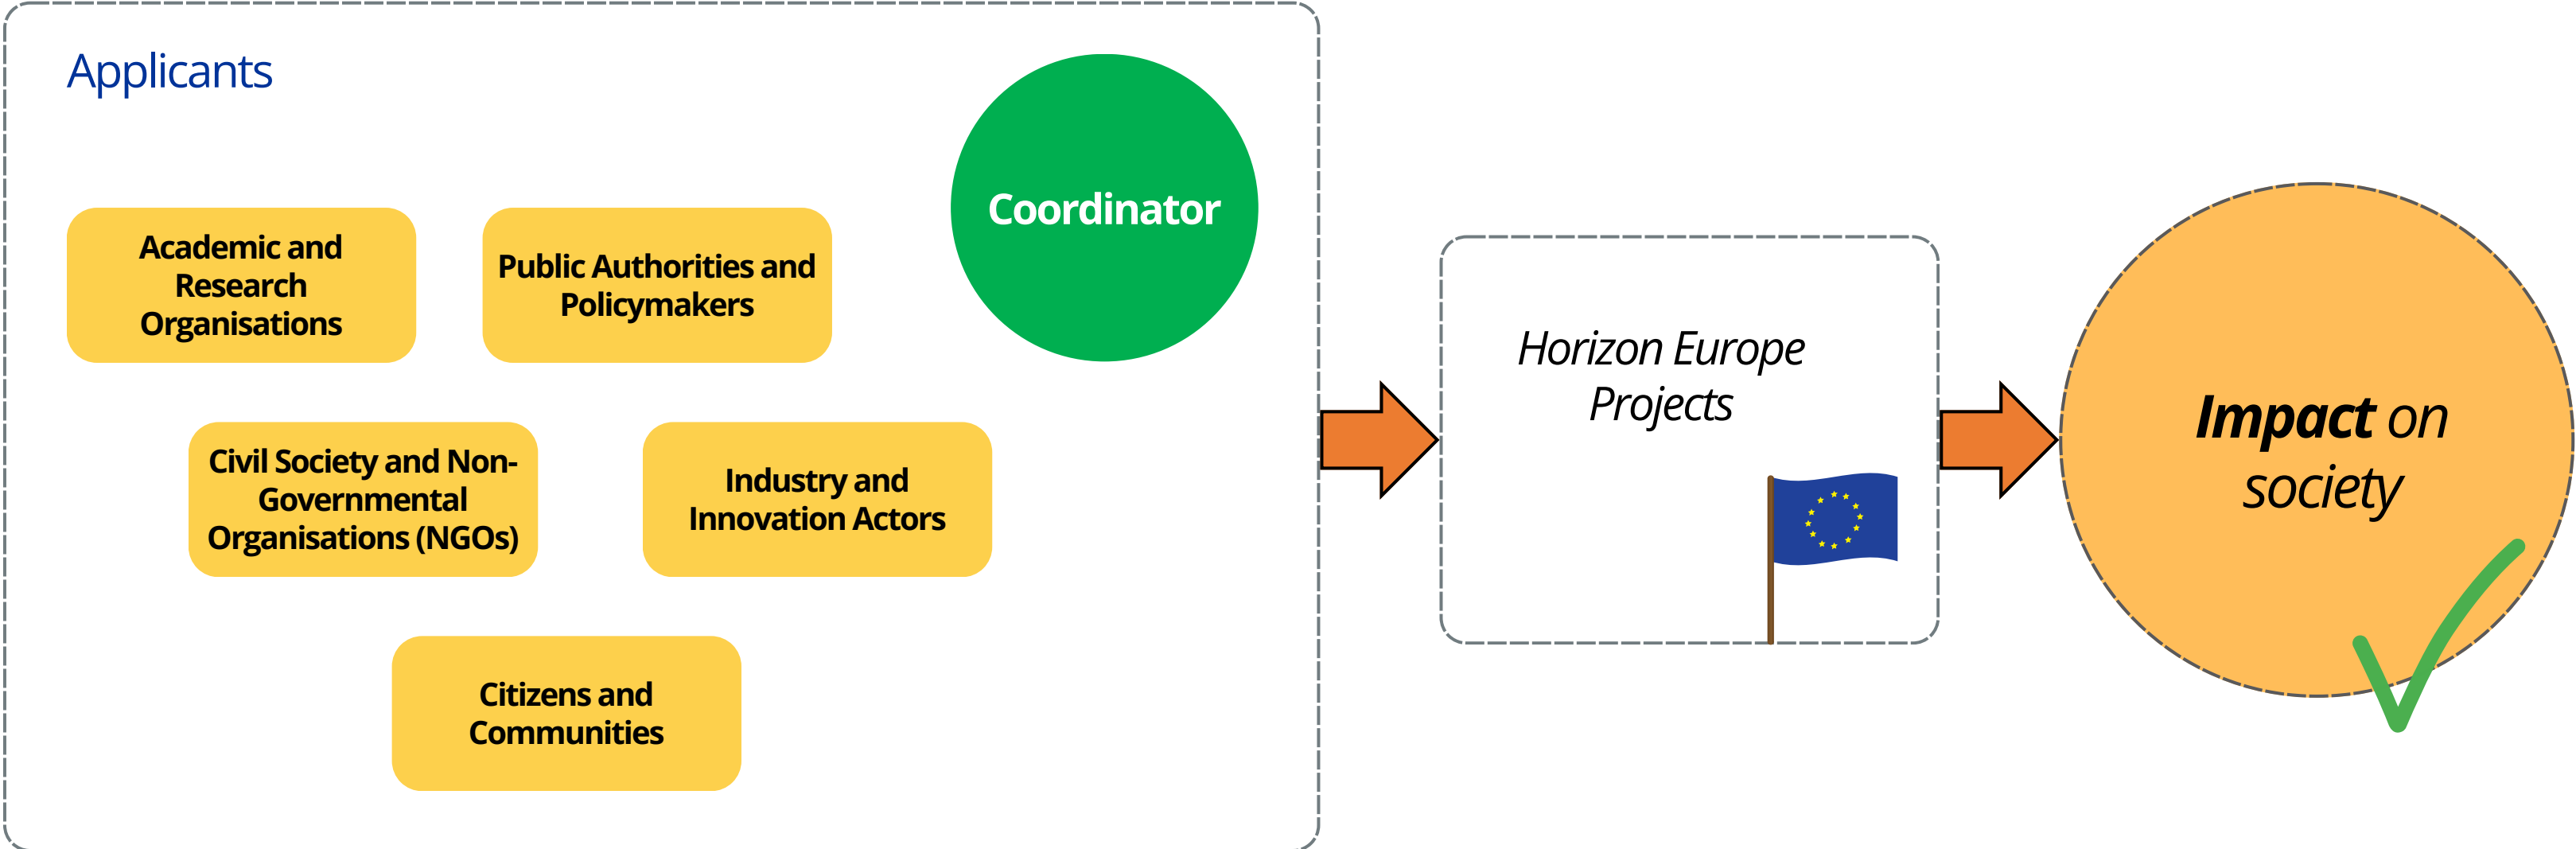 Applicants
Coordinator
Academic and
Research
Organisations
Public Authorities and
Policymakers
Civil Society and Non-
Governmental
Organisations (NGOs)
Industry and
Innovation Actors
Citizens and
Communities
Horizon Europe
Projects
Impact on
society